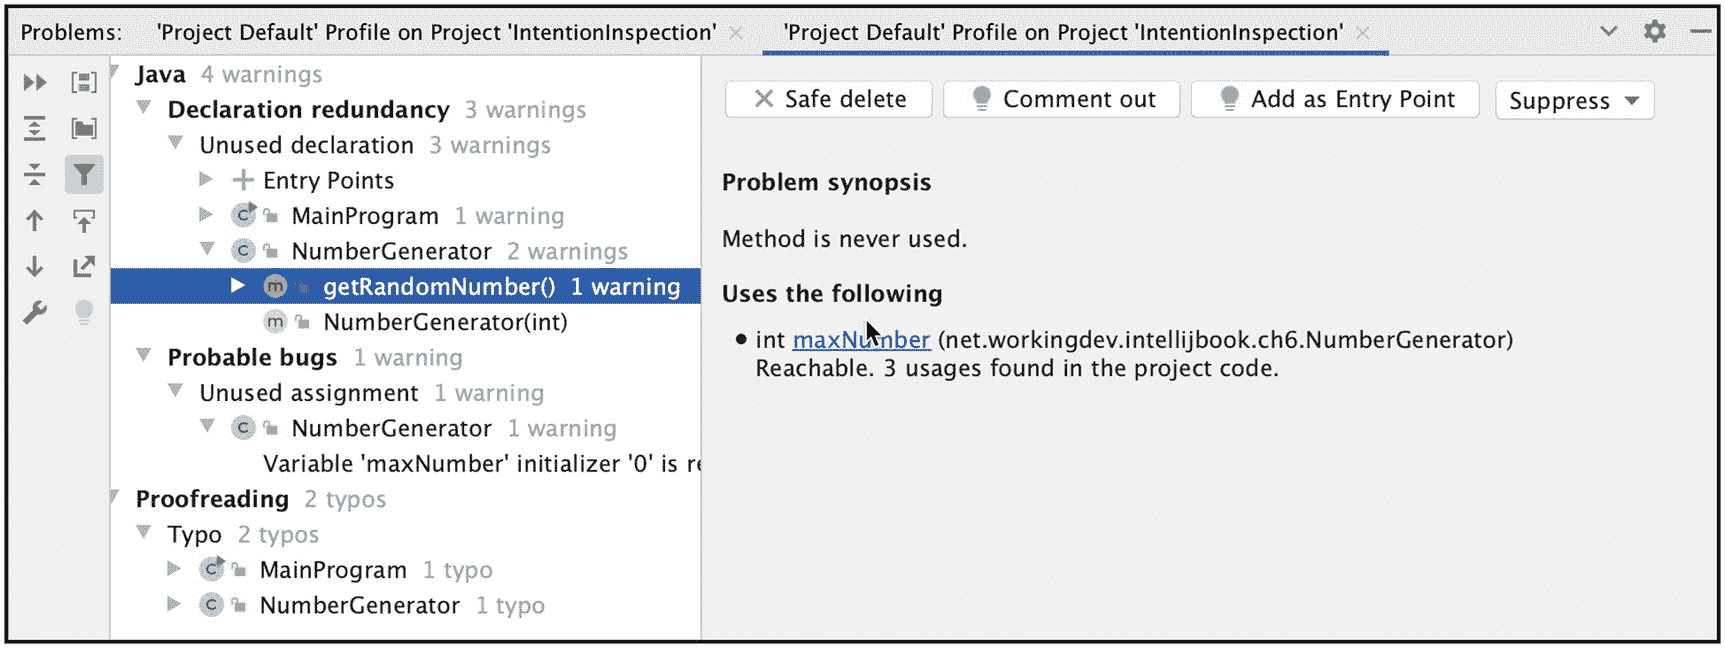 Problems: 'Project Default' Profile on Project 'IntentionInspection' 'Project Default' Profile on Project 'IntentionInspection'
Java 4 warnings
Declaration redundancy 3 warnings
Unused declaration 3 warnings
Entry Points
MainProgram 1 warning
NumberGenerator 2 warnings
getRandomNumber() 1 warning
NumberGenerator(int)
Probable bugs 1 warning
Unused assignment 1 warning
NumberGenerator 1 warning
Variable 'maxNumber' initializer '0' is
Proofreading 2 typos
Typo 2 typos
MainProgram 1 typo
NumberGenerator 1 typo
Safe delete Comment out Add as Entry Point Suppress
Problem synopsis
Method is never used.
Uses the following
int maxNumber (net.workingdev.intellijbook.ch6.NumberGenerator)
Reachable. 3 usages found in the project code.